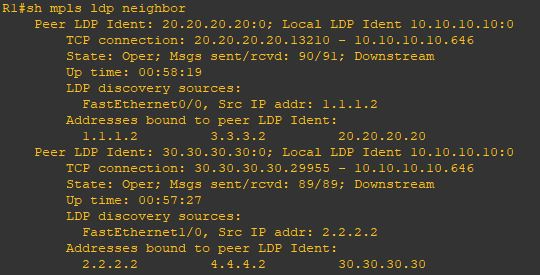 R1#sh mpls ldp neighbor
Peer LDP Ident: 20.20.20.20:0; Local LDP Ident 10.10.10.10:0
TCP connection: 20.20.20.20.13210 - 10.10.10.10.646
State: Oper; Msgs sent/rcvd: 90/91; Downstream
Up time: 00:58:19
LDP discovery sources:
FastEthernet0/0, Src IP addr: 1.1.1.2
Addresses bound to peer LDP Ident:
1.1.1.2 3.3.3.2 20.20.20.20
Peer LDP Ident: 30.30.30.30:0; Local LDP Ident 10.10.10.10:0
TCP connection: 30.30.30.30.29955 - 10.10.10.10.646
State: Oper; Msgs sent/rcvd: 89/89; Downstream
Up time: 00:57:27
LDP discovery sources:
FastEthernet1/0, Src IP addr: 2.2.2.2
Addresses bound to peer LDP Ident:
2.2.2.2 4.4.4.2 30.30.30.30